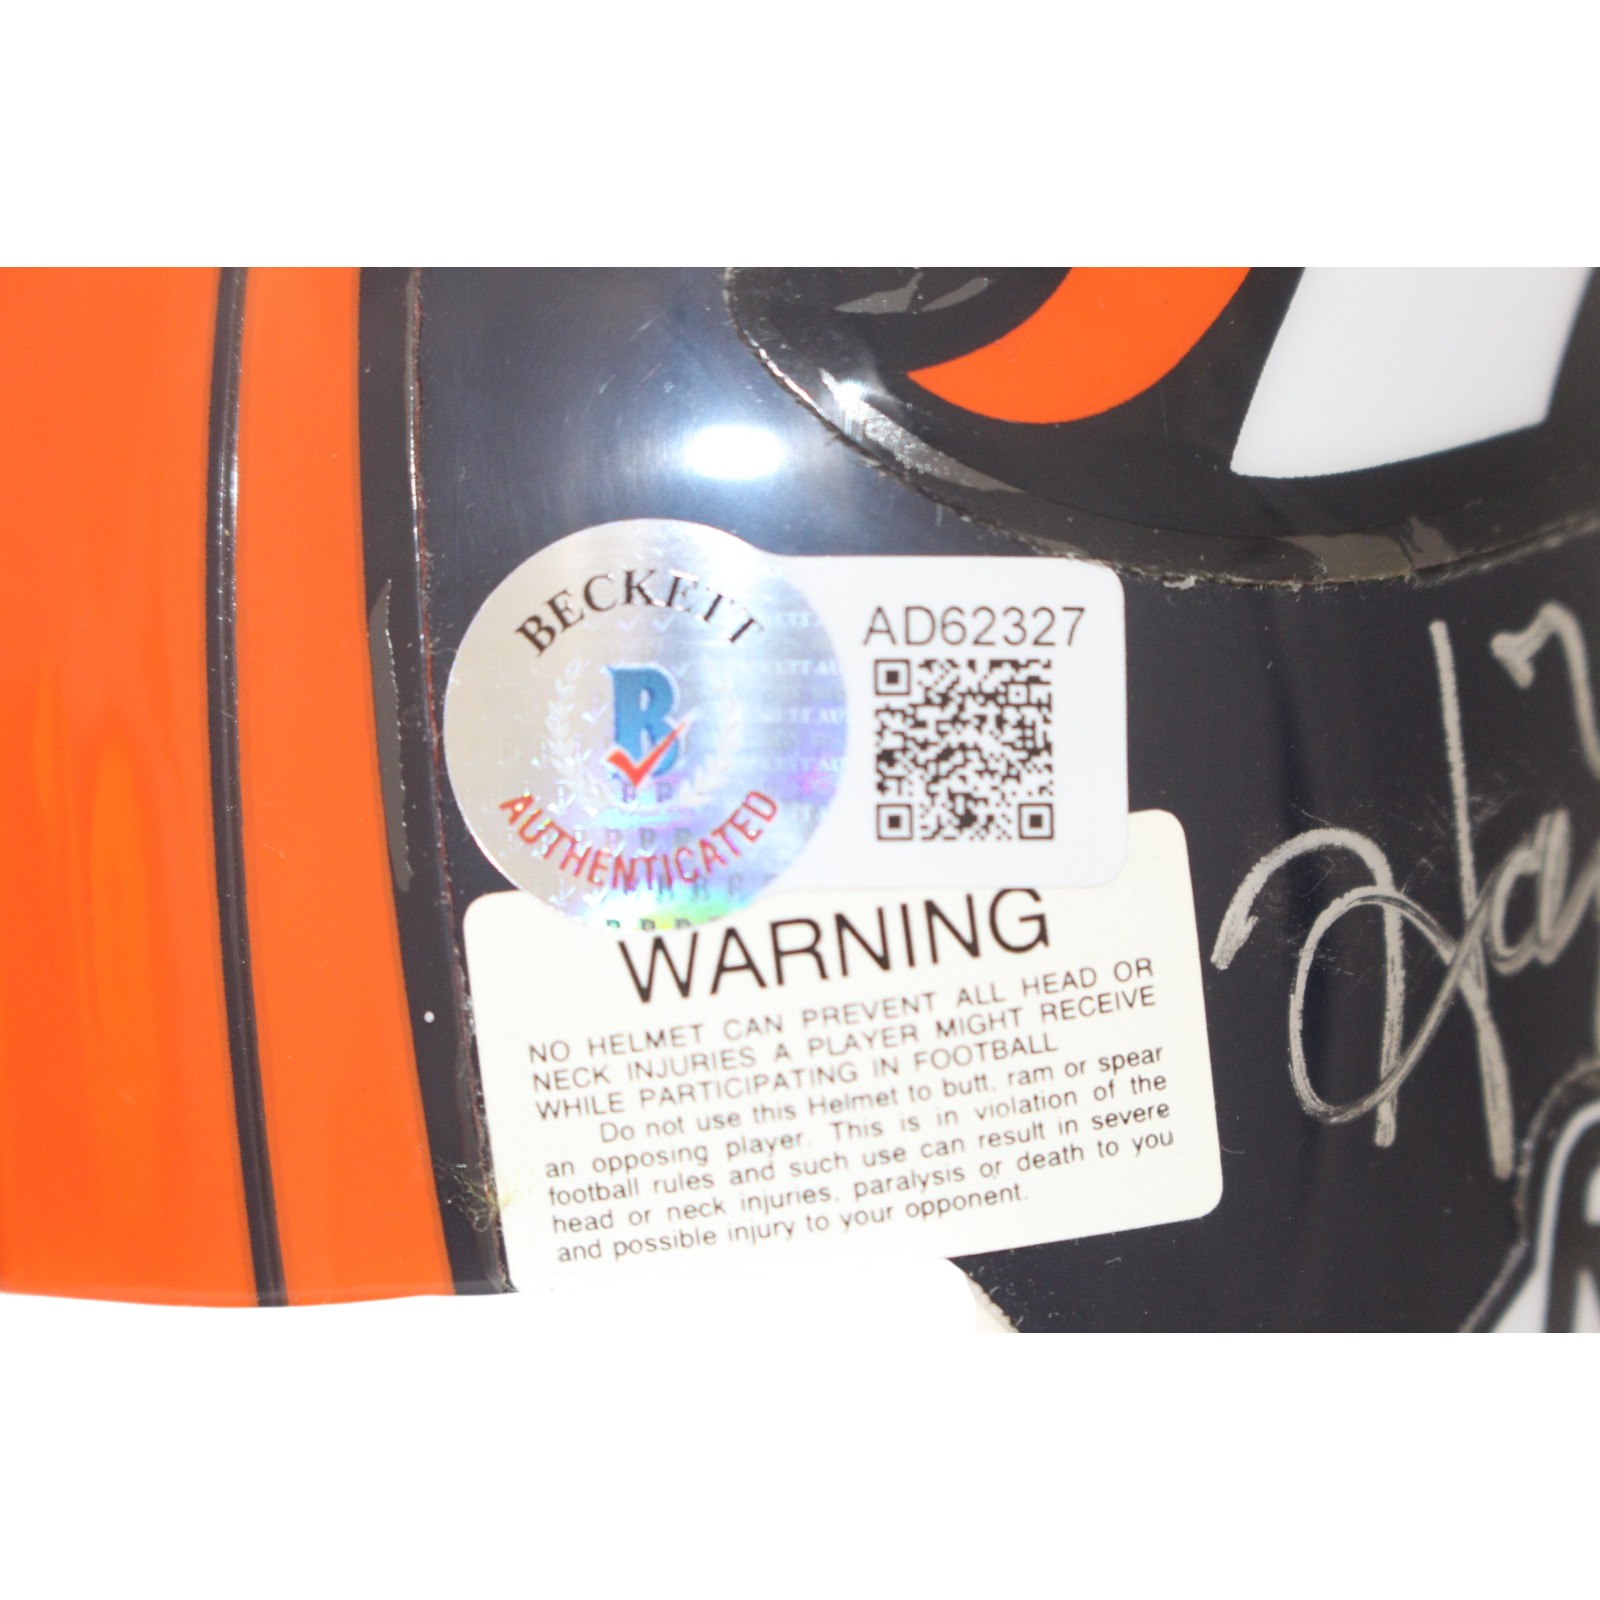 BECKETT
B
AUTHENTICATED
AD62327
WARNING
NO HELMET CAN PREVENT ALL HEAD OR
NECK INJURIES A PLAYER MIGHT RECEIVE
WHILE PARTICIPATING IN FOOTBALL
Do not use this Helmet to butt, ram or spear
an opposing player. This is in violation of the
football rules and such use can result in severe
head or neck injuries, paralysis or death to you
and possible injury to your opponent.